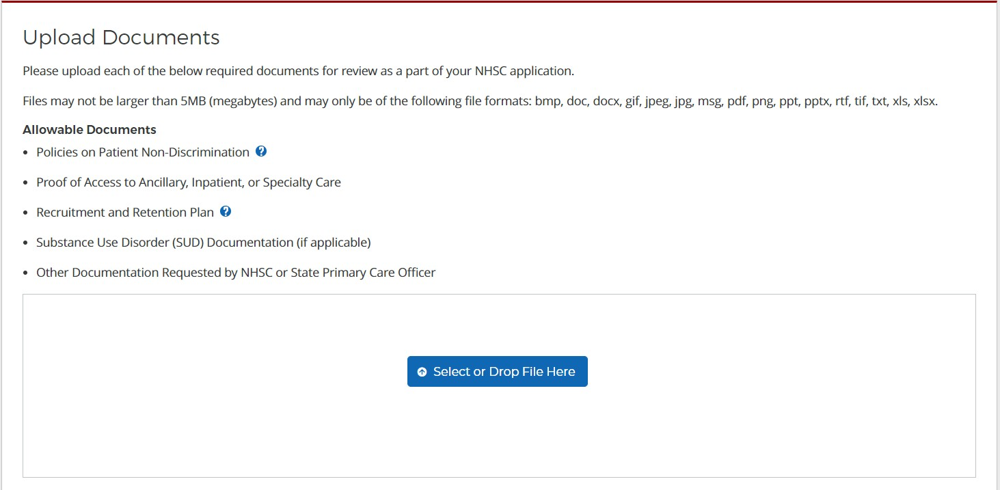 Upload Documents
Please upload each of the below required documents for review as a part of your NHSC application.
Files may not be larger than 5MB (megabytes) and may only be of the following file formats: bmp, doc, docx, gif, jpeg, jpg, msg, pdf, png, ppt, pptx, rtf, tif, txt, xls, xlsx.
Allowable Documents
• Policies on Patient Non-Discrimination ?
• Proof of Access to Ancillary, Inpatient, or Specialty Care
• Recruitment and Retention Plan ?
• Substance Use Disorder (SUD) Documentation (if applicable)
• Other Documentation Requested by NHSC or State Primary Care Officer
Select or Drop File Here